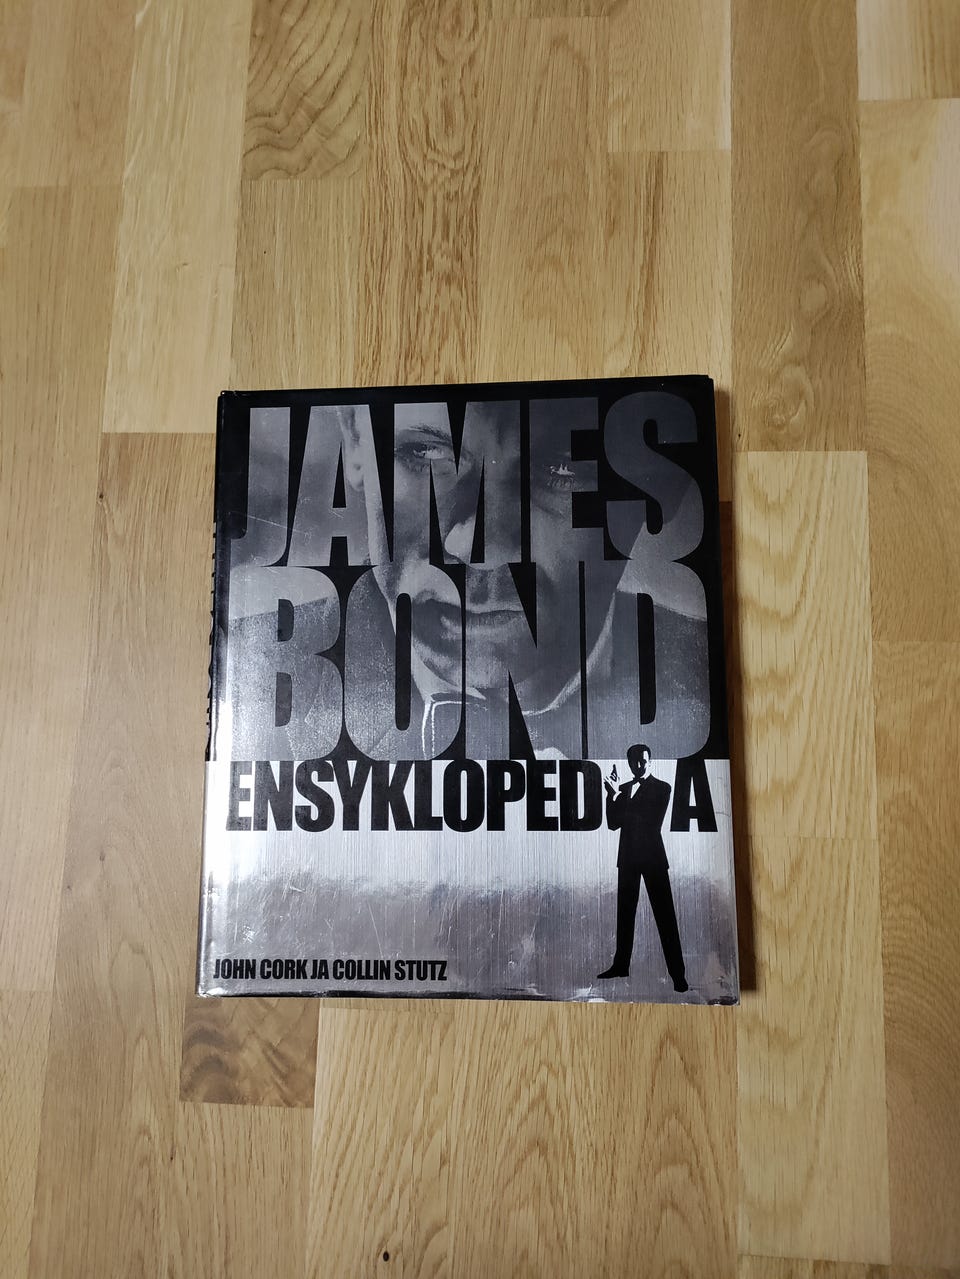 JAMES
BOND
ENSYKLOPEDIA
JOHN CORK JA COLLIN STUTZ